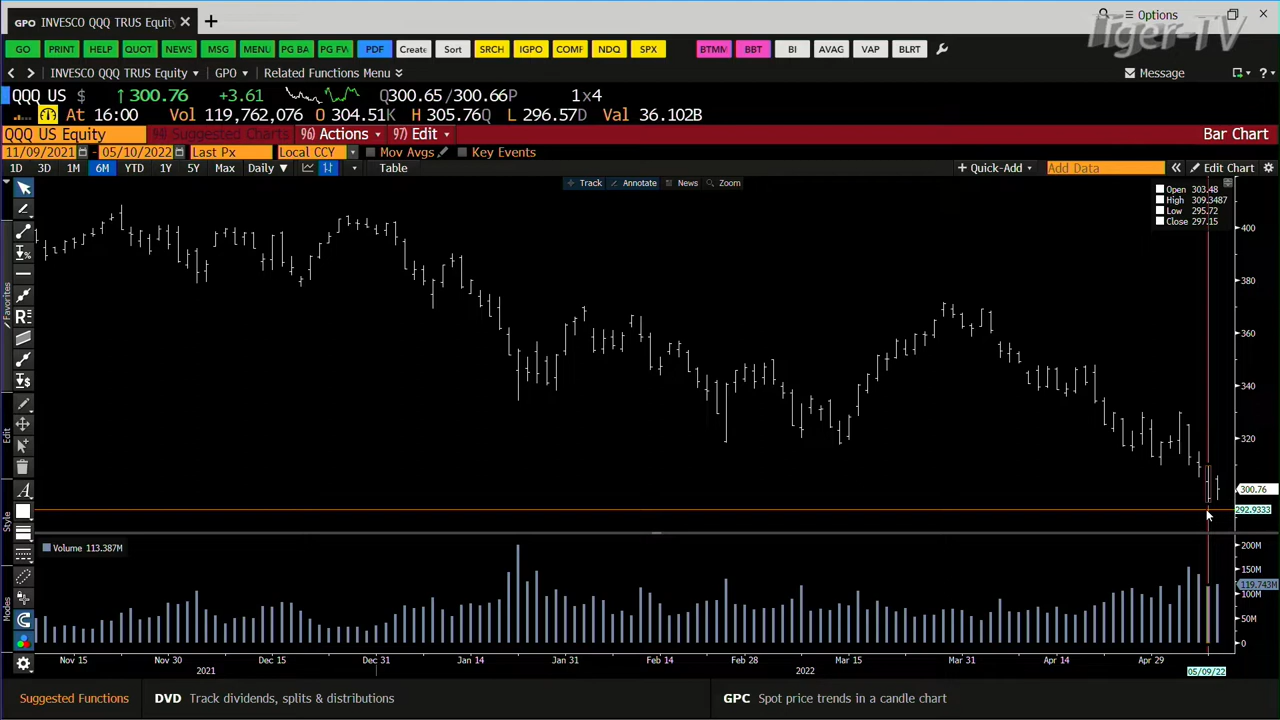 GPO INVESCO QQQ TRUS Equity × +
Options
Tiger-TV
GO PRINT HELP QUOT NEWS MSG MENU PG BA PG FW PDF Create Sort SRCH IGPO COMF NDQ SPX BTMM BBT BI AVAG VAP BLRT
INVESCO QQQ TRUS Equity GPO Related Functions Menu Message ?
QQQ US $ ↑300.76 +3.61 Q300.65/300.66P 1x4
At 16:00 Vol 119,762,076 O 304.51K H 305.76Q L 296.57D Val 36.102B
QQQ US Equity 94) Suggested Charts 96) Actions 97) Edit Bar Chart
11/09/2021 - 05/10/2022 Last Px Local CCY Mov Avgs Key Events
1D 3D 1M 6M YTD 1Y 5Y Max Daily Table + Quick-Add Add Data Edit Chart
Track Annotate News Zoom
Open 303.48
High 309.3487
Low 295.72
Close 297.15
400
380
360
340
320
300.76
292.9333
Favorites
Edit
Style
Modes
Volume 113.387M
200M
150M
119.743M
100M
50M
0
Nov 15 Nov 30 Dec 15 Dec 31 Jan 14 Jan 31 Feb 14 Feb 28 Mar 15 Mar 31 Apr 14 Apr 29
2021 2022 05/09/22
Suggested Functions DVD Track dividends, splits & distributions GPC Spot price trends in a candle chart